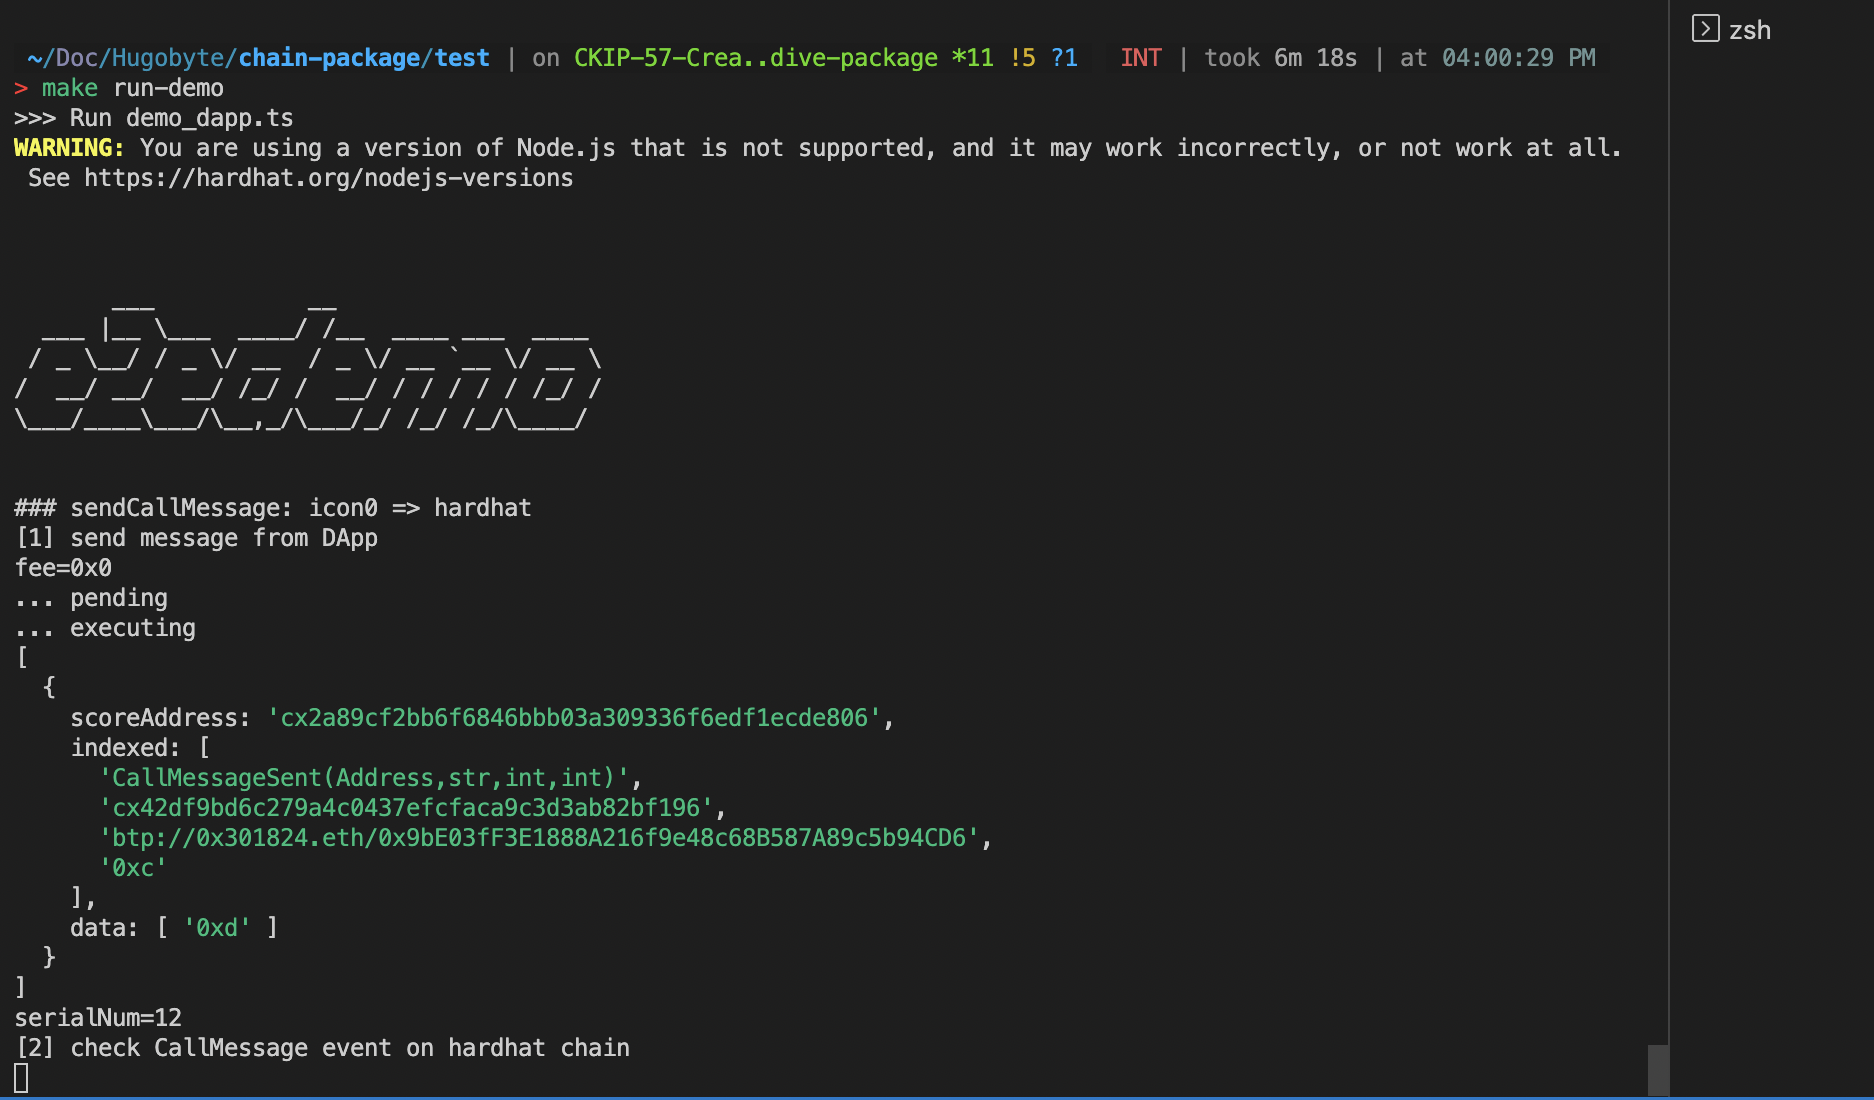 ~/Doc/Hugobyte/chain-package/test | on CKIP-57-Crea..dive-package *11 !5 ?1   INT | took 6m 18s | at 04:00:29 PM
zsh
> make run-demo
>>> Run demo_dapp.ts
WARNING: You are using a version of Node.js that is not supported, and it may work incorrectly, or not work at all.
 See https://hardhat.org/nodejs-versions
       ___           __
  ___ |__ \___  ____/ /__  ____ ___  ____
 / _ \__/ / _ \/ __  / _ \/ __ `__ \/ __ \
/  __/ __/  __/ /_/ /  __/ / / / / / /_/ /
\___/____\___/\__,_/\___/_/ /_/ /_/\____/
### sendCallMessage: icon0 => hardhat
[1] send message from DApp
fee=0x0
... pending
... executing
[
  {
    scoreAddress: 'cx2a89cf2bb6f6846bbb03a309336f6edf1ecde806',
    indexed: [
      'CallMessageSent(Address,str,int,int)',
      'cx42df9bd6c279a4c0437efcfaca9c3d3ab82bf196',
      'btp://0x301824.eth/0x9bE03fF3E1888A216f9e48c68B587A89c5b94CD6',
      '0xc'
    ],
    data: [ '0xd' ]
  }
]
serialNum=12
[2] check CallMessage event on hardhat chain